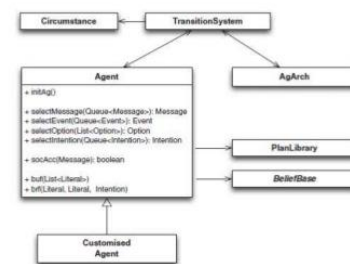 Circumstance
TransitionSystem
Agent
+ initAg()
+ selectMessage(Queue<Message>): Message
+ selectEvent(Queue<Event>): Event
+ selectOption(List<Option>): Option
+ selectIntention(Queue<Intention>): Intention
+ socAcc(Message): boolean
+ buf(List<Literal>)
+ brf(Literal, Literal, Intention)
AgArch
PlanLibrary
BeliefBase
Customised
Agent